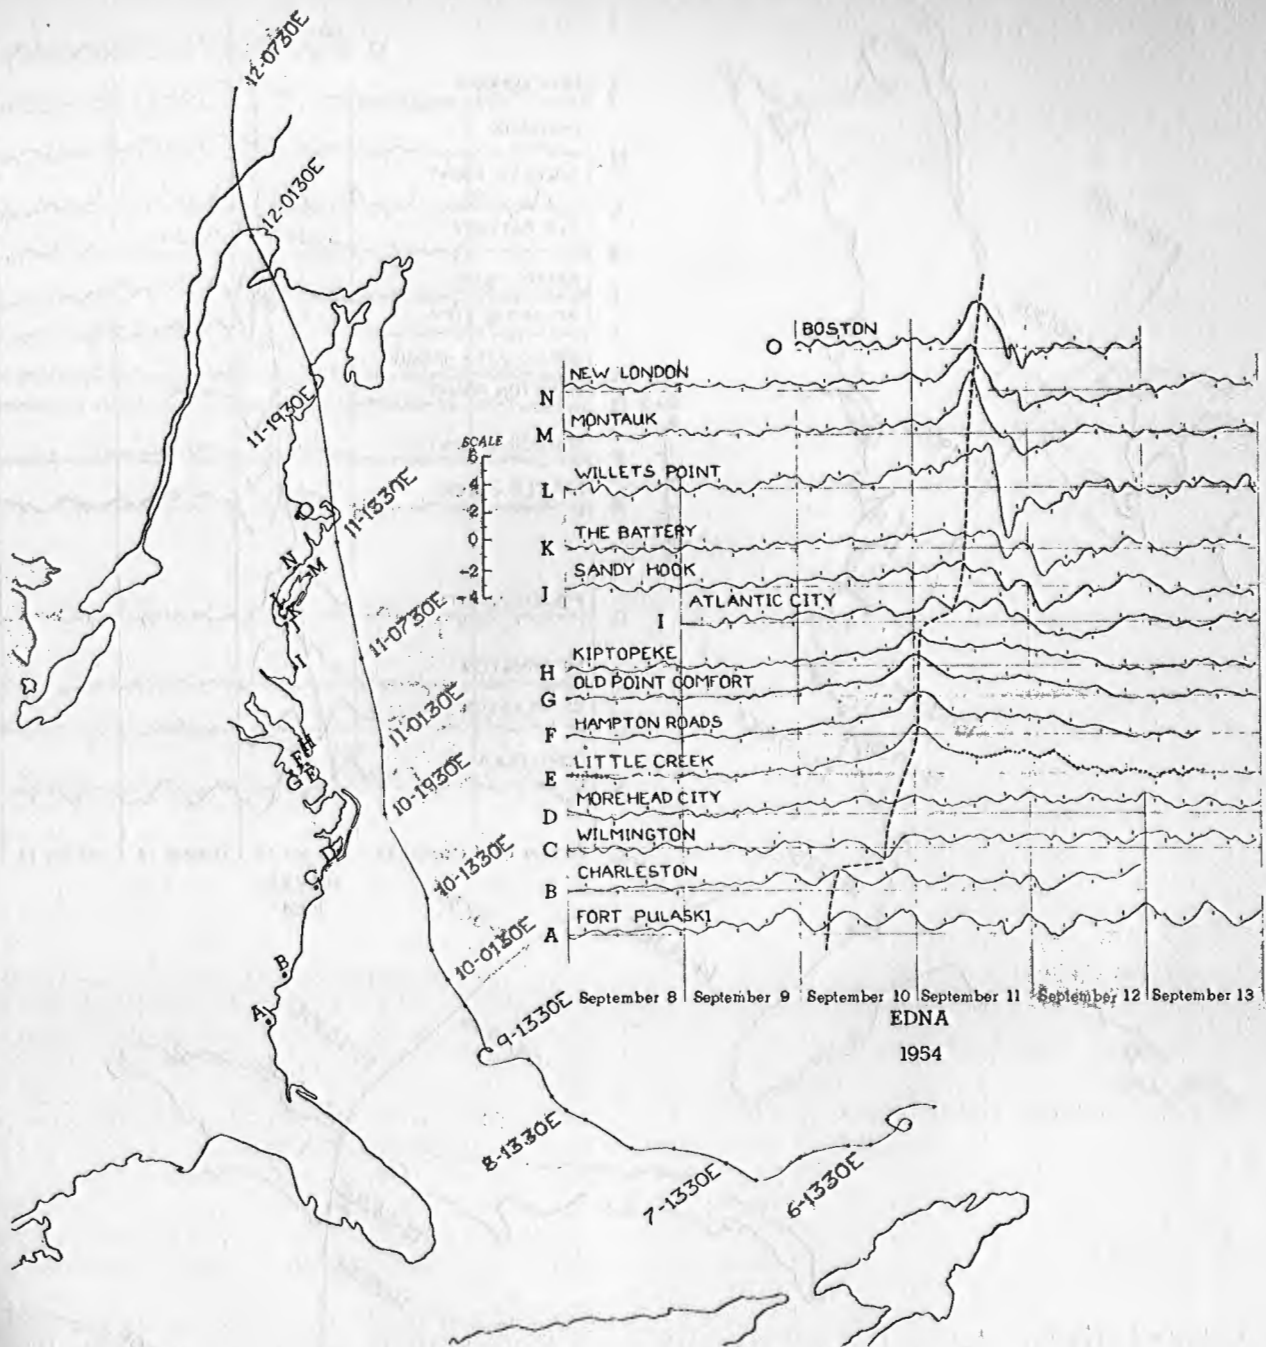 12-0730E
12-0130E
11-1930E
11-1330E
11-0730E
11-0130E
10-1930E
10-1330E
10-0130E
9-1330E
8-1330E
7-1330E
6-1330E
O
N
M
L
K
J
I
H
F
E
G
D
C
B
A
SCALE
6
4
2
0
-2
-4
O BOSTON
N NEW LONDON
M MONTAUK
L WILLETS POINT
K THE BATTERY
J SANDY HOOK
I ATLANTIC CITY
H KIPTOPEKE
G OLD POINT COMFORT
F HAMPTON ROADS
E LITTLE CREEK
D MOREHEAD CITY
C WILMINGTON
B CHARLESTON
A FORT PULASKI
September 8 September 9 September 10 September 11 September 12 September 13
EDNA
1954